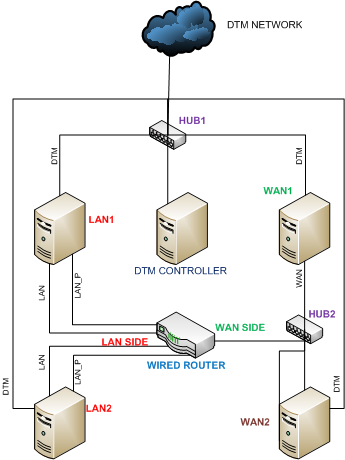 DTM NETWORK
HUB1
DTM
DTM
LAN1
WAN1
DTM CONTROLLER
LAN
LAN_P
WAN
HUB2
WAN SIDE
LAN SIDE
WIRED ROUTER
LAN
LAN_P
DTM
DTM
LAN2
WAN2